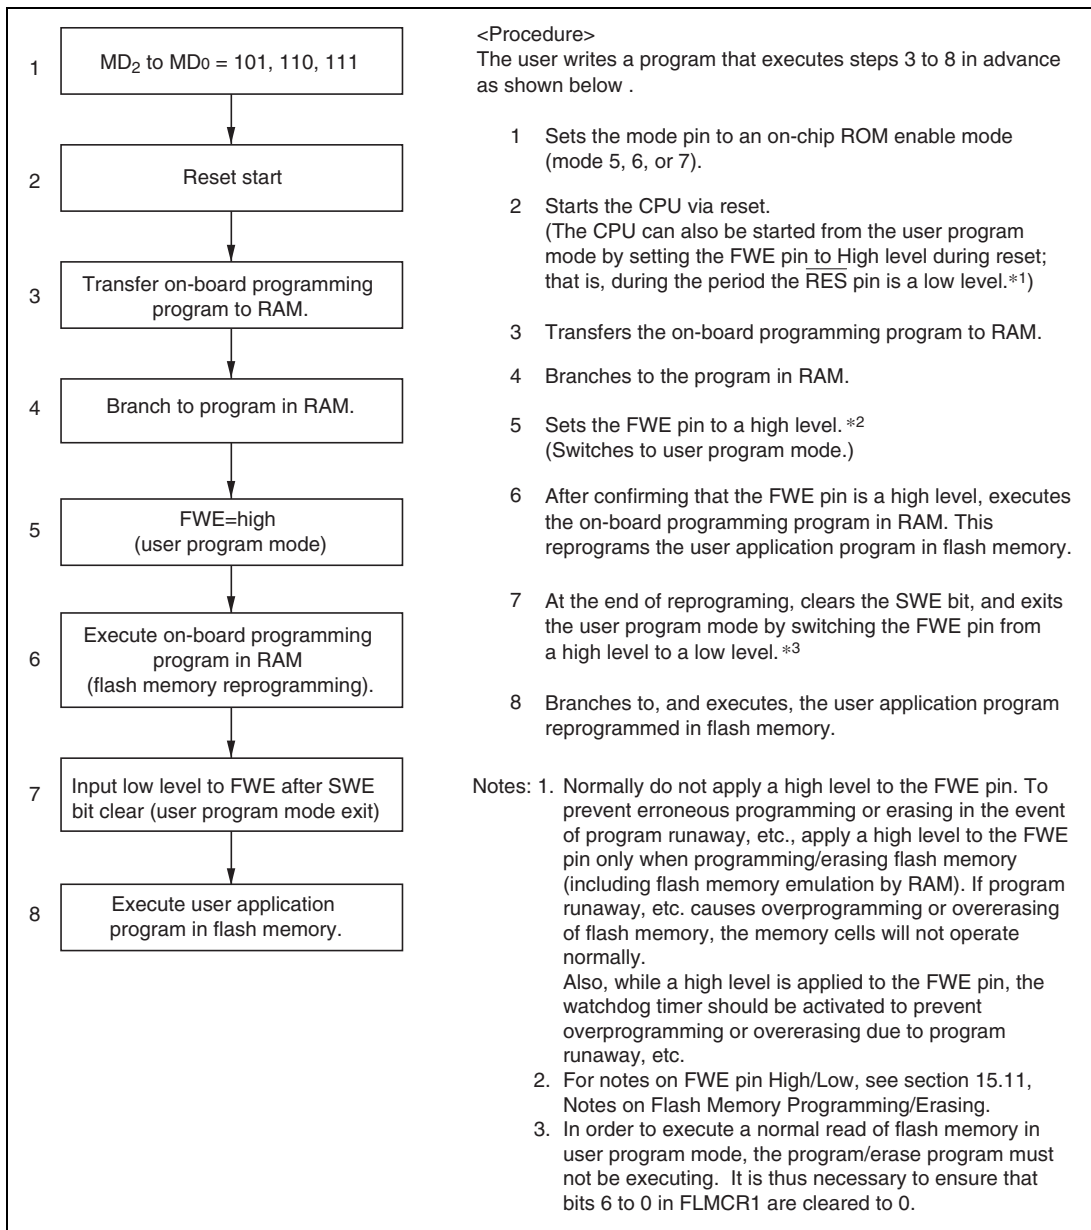 1
MD2 to MD0 = 101, 110, 111
2
Reset start
3
Transfer on-board programming
program to RAM.
4
Branch to program in RAM.
5
FWE=high
(user program mode)
6
Execute on-board programming
program in RAM
(flash memory reprogramming).
7
Input low level to FWE after SWE
bit clear (user program mode exit)
8
Execute user application
program in flash memory.
<Procedure>
The user writes a program that executes steps 3 to 8 in advance
as shown below .
1 Sets the mode pin to an on-chip ROM enable mode
(mode 5, 6, or 7).
2 Starts the CPU via reset.
(The CPU can also be started from the user program
mode by setting the FWE pin to High level during reset;
that is, during the period the RES pin is a low level.*1)
3 Transfers the on-board programming program to RAM.
4 Branches to the program in RAM.
5 Sets the FWE pin to a high level. *2
(Switches to user program mode.)
6 After confirming that the FWE pin is a high level, executes
the on-board programming program in RAM. This
reprograms the user application program in flash memory.
7 At the end of reprograming, clears the SWE bit, and exits
the user program mode by switching the FWE pin from
a high level to a low level. *3
8 Branches to, and executes, the user application program
reprogrammed in flash memory.
Notes: 1. Normally do not apply a high level to the FWE pin. To
prevent erroneous programming or erasing in the event
of program runaway, etc., apply a high level to the FWE
pin only when programming/erasing flash memory
(including flash memory emulation by RAM). If program
runaway, etc. causes overprogramming or overerasing
of flash memory, the memory cells will not operate
normally.
Also, while a high level is applied to the FWE pin, the
watchdog timer should be activated to prevent
overprogramming or overerasing due to program
runaway, etc.
2. For notes on FWE pin High/Low, see section 15.11,
Notes on Flash Memory Programming/Erasing.
3. In order to execute a normal read of flash memory in
user program mode, the program/erase program must
not be executing. It is thus necessary to ensure that
bits 6 to 0 in FLMCR1 are cleared to 0.